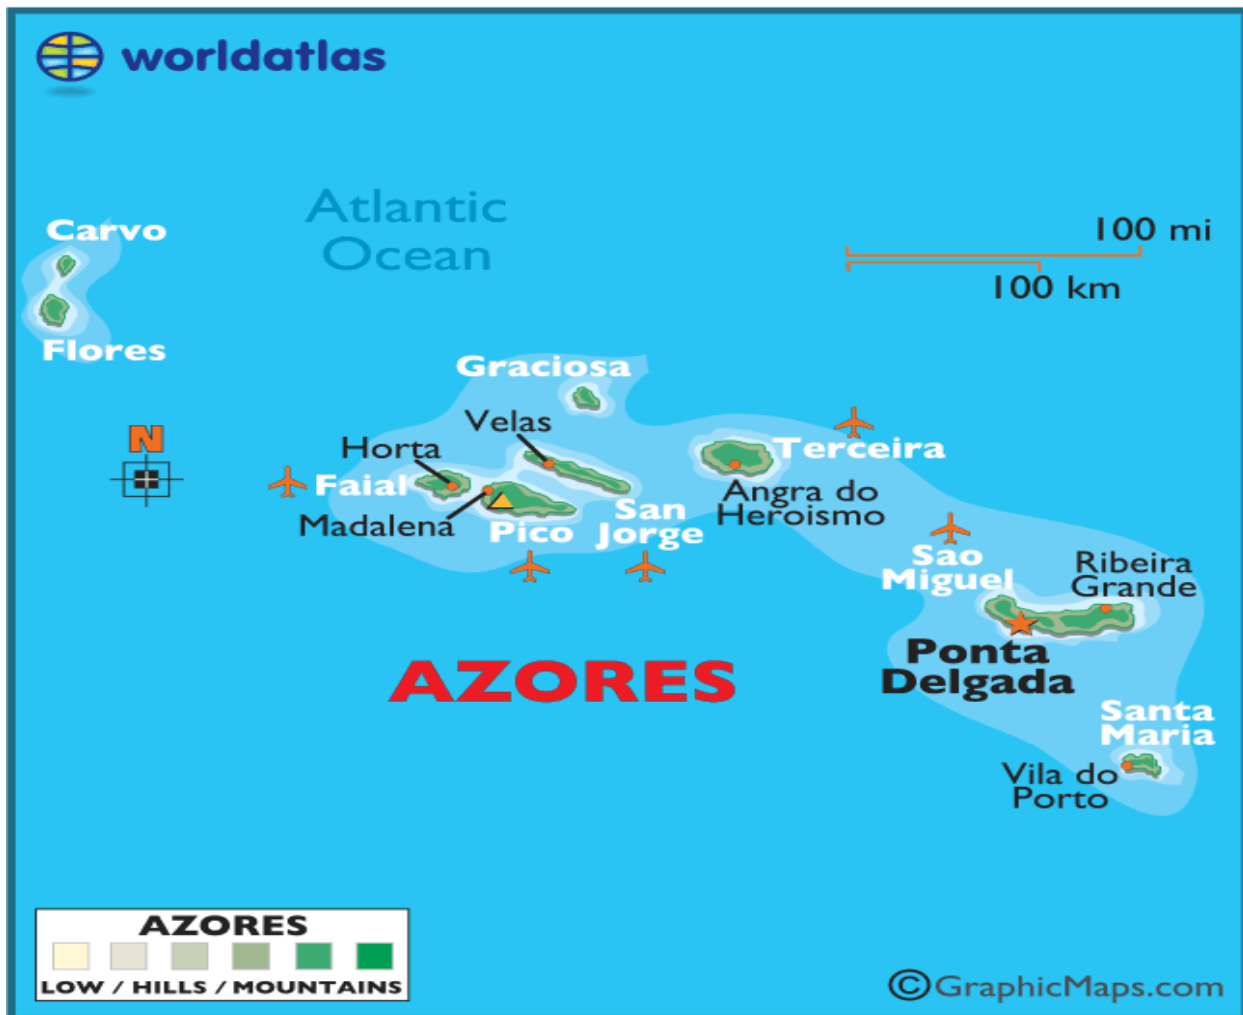 worldatlas
Atlantic
Ocean
Carvo
100 mi
100 km
Flores
Graciosa
Velas
N
Horta
Terceira
Faial
Angra do
Heroismo
Madalena
San
Jorge
Pico
Sao
Miguel
Ribeira
Grande
AZORES
Ponta
Delgada
Santa
Maria
Vila do
Porto
AZORES
LOW / HILLS / MOUNTAINS
©GraphicMaps.com